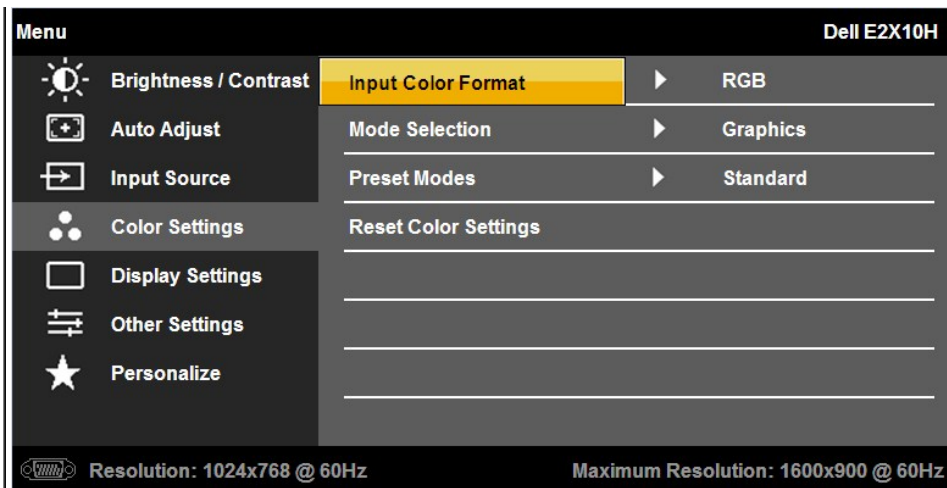 Menu Dell E2X10H
Brightness / Contrast Input Color Format RGB
Auto Adjust Mode Selection Graphics
Input Source Preset Modes Standard
Color Settings Reset Color Settings
Display Settings
Other Settings
Personalize
Resolution: 1024x768 @ 60Hz Maximum Resolution: 1600x900 @ 60Hz